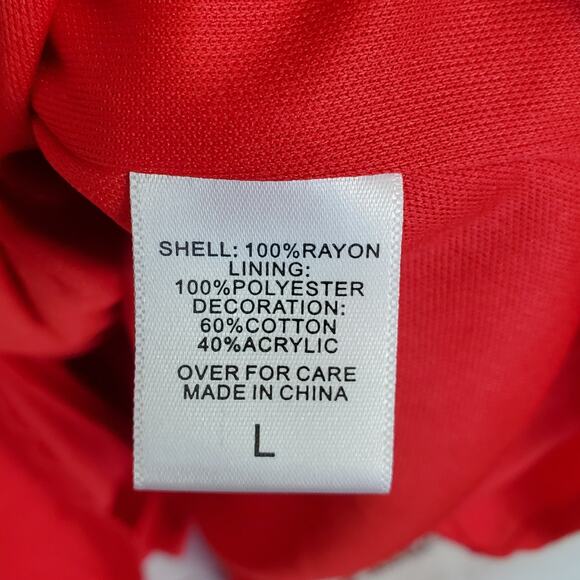 SHELL: 100%RAYON
LINING:
100%POLYESTER
DECORATION:
60%COTTON
40%ACRYLIC
OVER FOR CARE
MADE IN CHINA
L